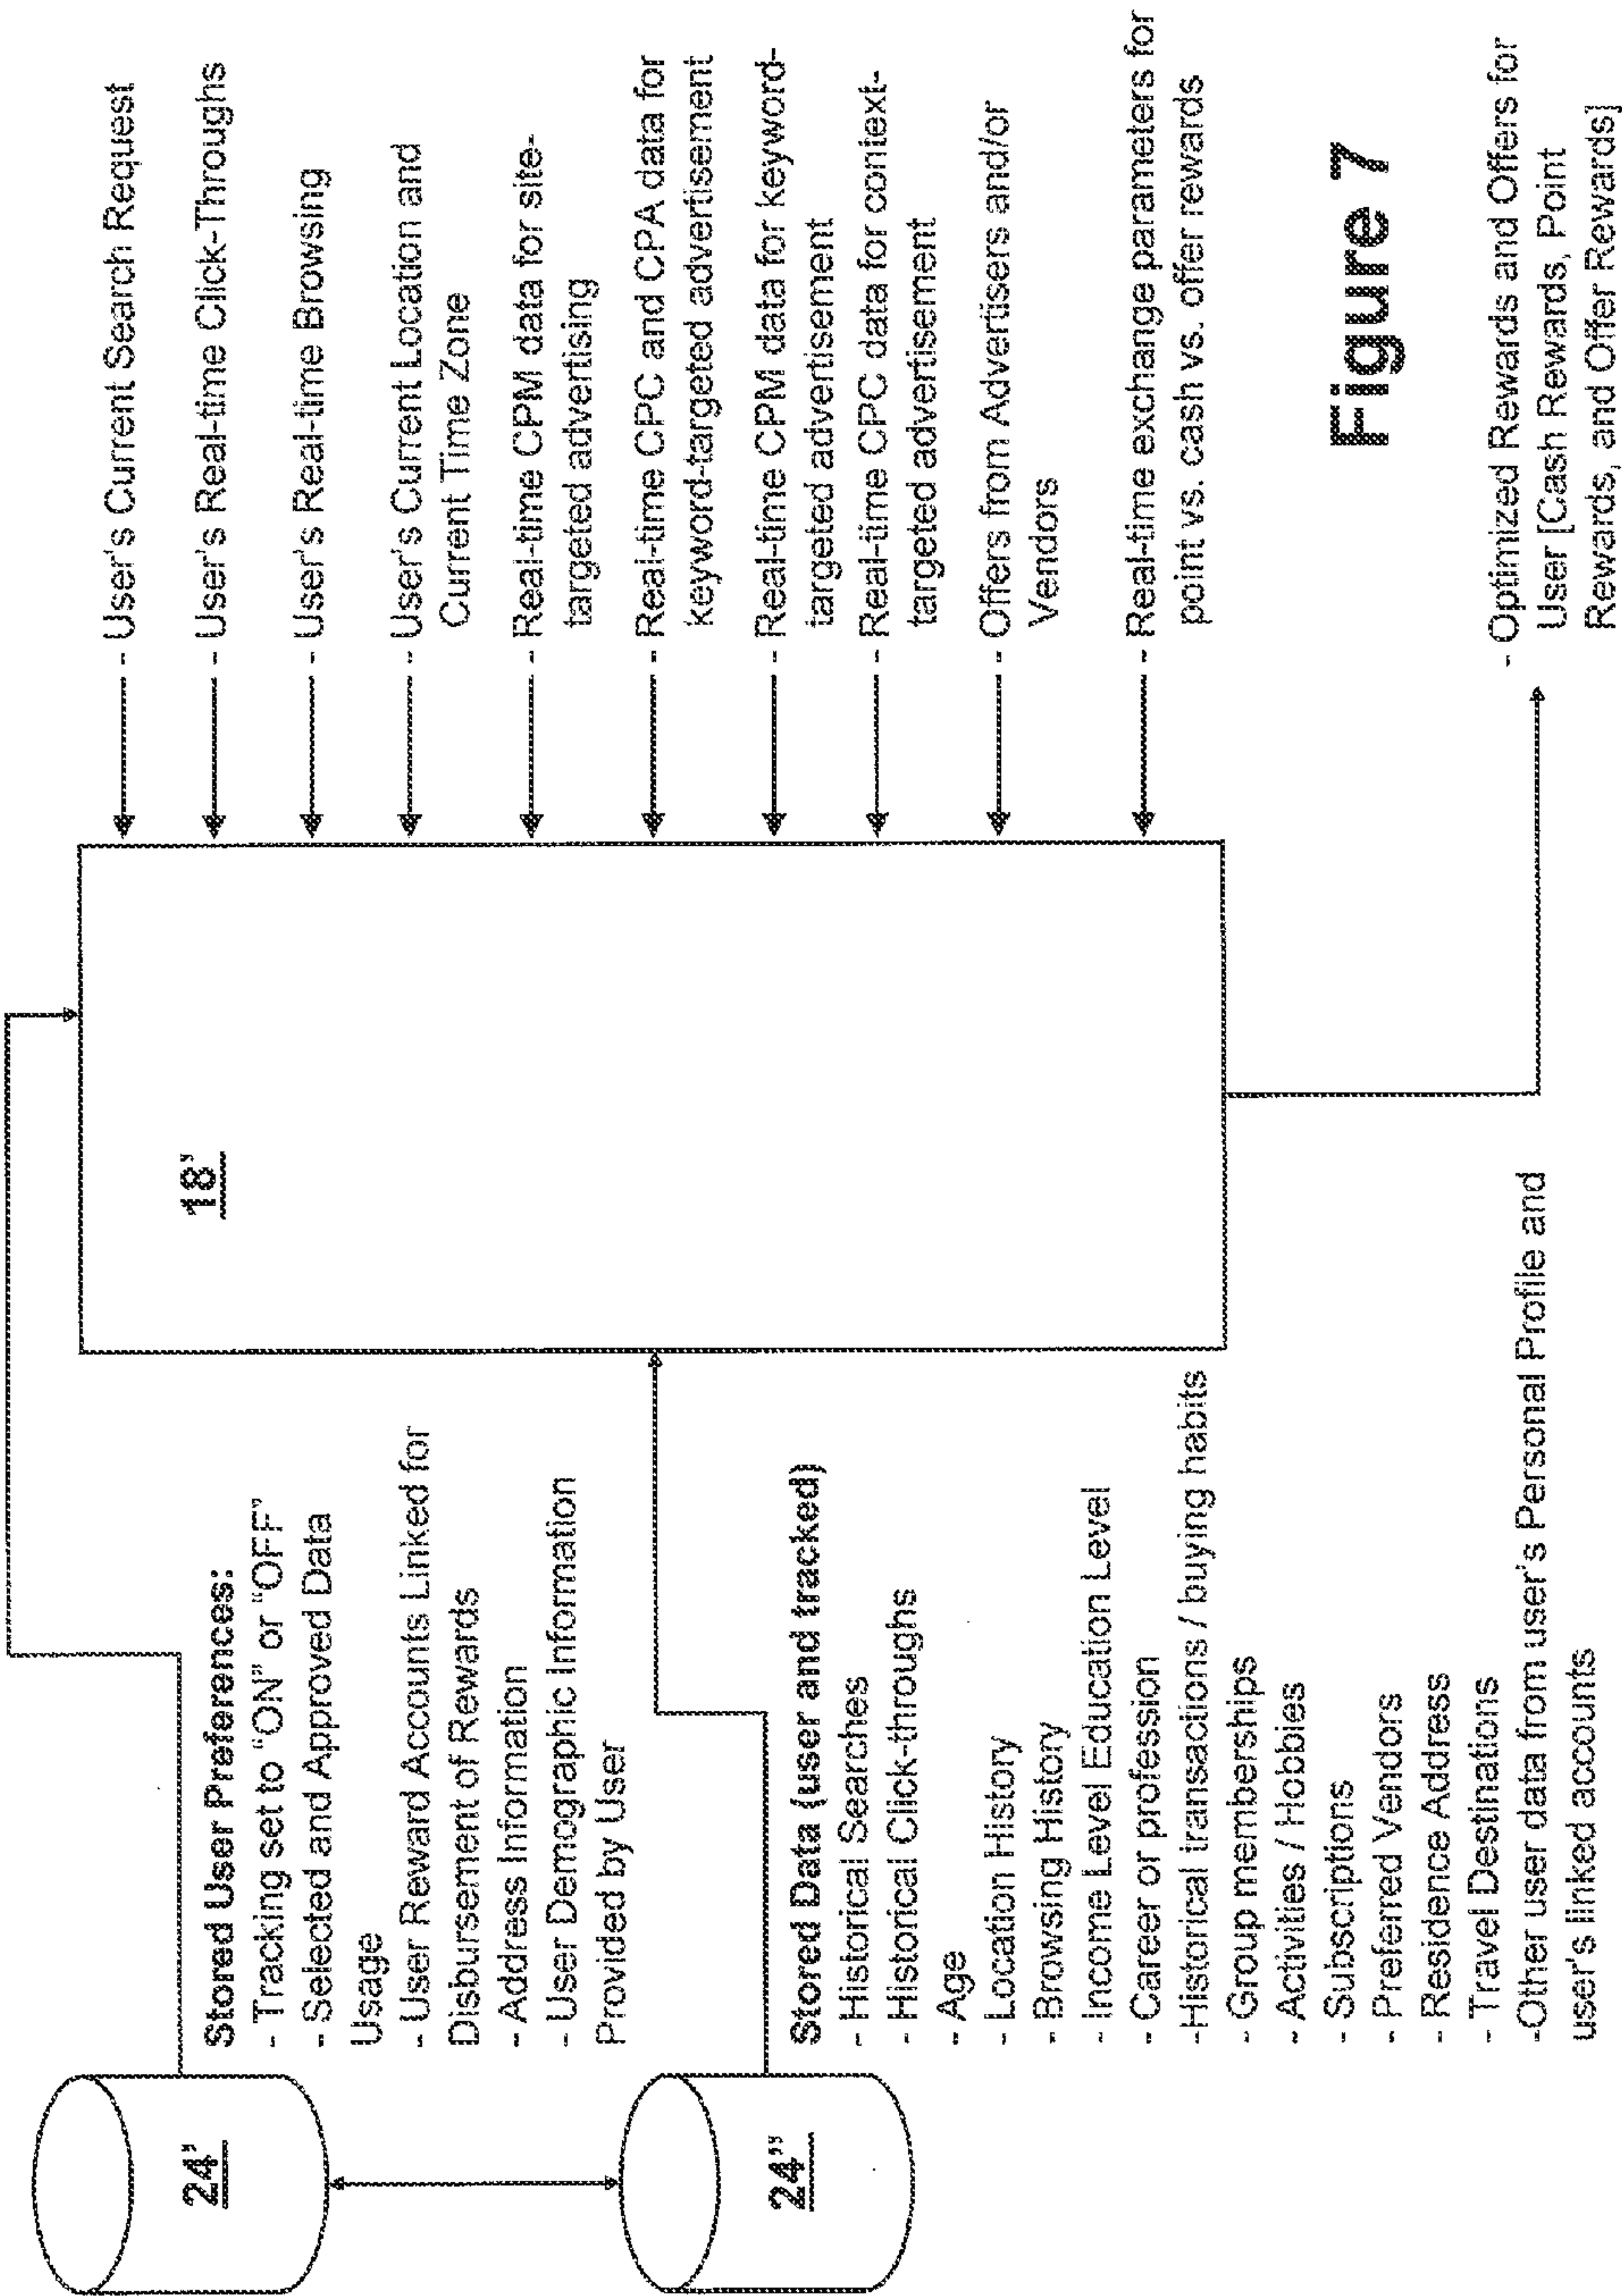 24'
Stored User Preferences:
- Tracking set to "ON" or "OFF"
- Selected and Approved Data
Usage
- User Reward Accounts Linked for
Disbursement of Rewards
- Address Information
- User Demographic Information
Provided by User
24"
Stored Data (user and tracked)
- Historical Searches
- Historical Click-throughs
- Age
- Location History
- Browsing History
- Income Level Education Level
- Career or profession
-Historical transactions / buying habits
- Group memberships
- Activities / Hobbies
- Subscriptions
- Preferred Vendors
- Residence Address
- Travel Destinations
-Other user data from user's Personal Profile and
user's linked accounts
18'
- User's Current Search Request
- User's Real-time Click-Throughs
- User's Real-time Browsing
- User's Current Location and
Current Time Zone
- Real-time CPM data for site-
targeted advertising
- Real-time CPC and CPA data for
keyword-targeted advertisement
- Real-time CPM data for keyword-
targeted advertisement
- Real-time CPC data for context-
targeted advertisement
- Offers from Advertisers and/or
Vendors
- Real-time exchange parameters for
point vs. cash vs. offer rewards
Figure 7
- Optimized Rewards and Offers for
User [Cash Rewards, Point
Rewards, and Offer Rewards]